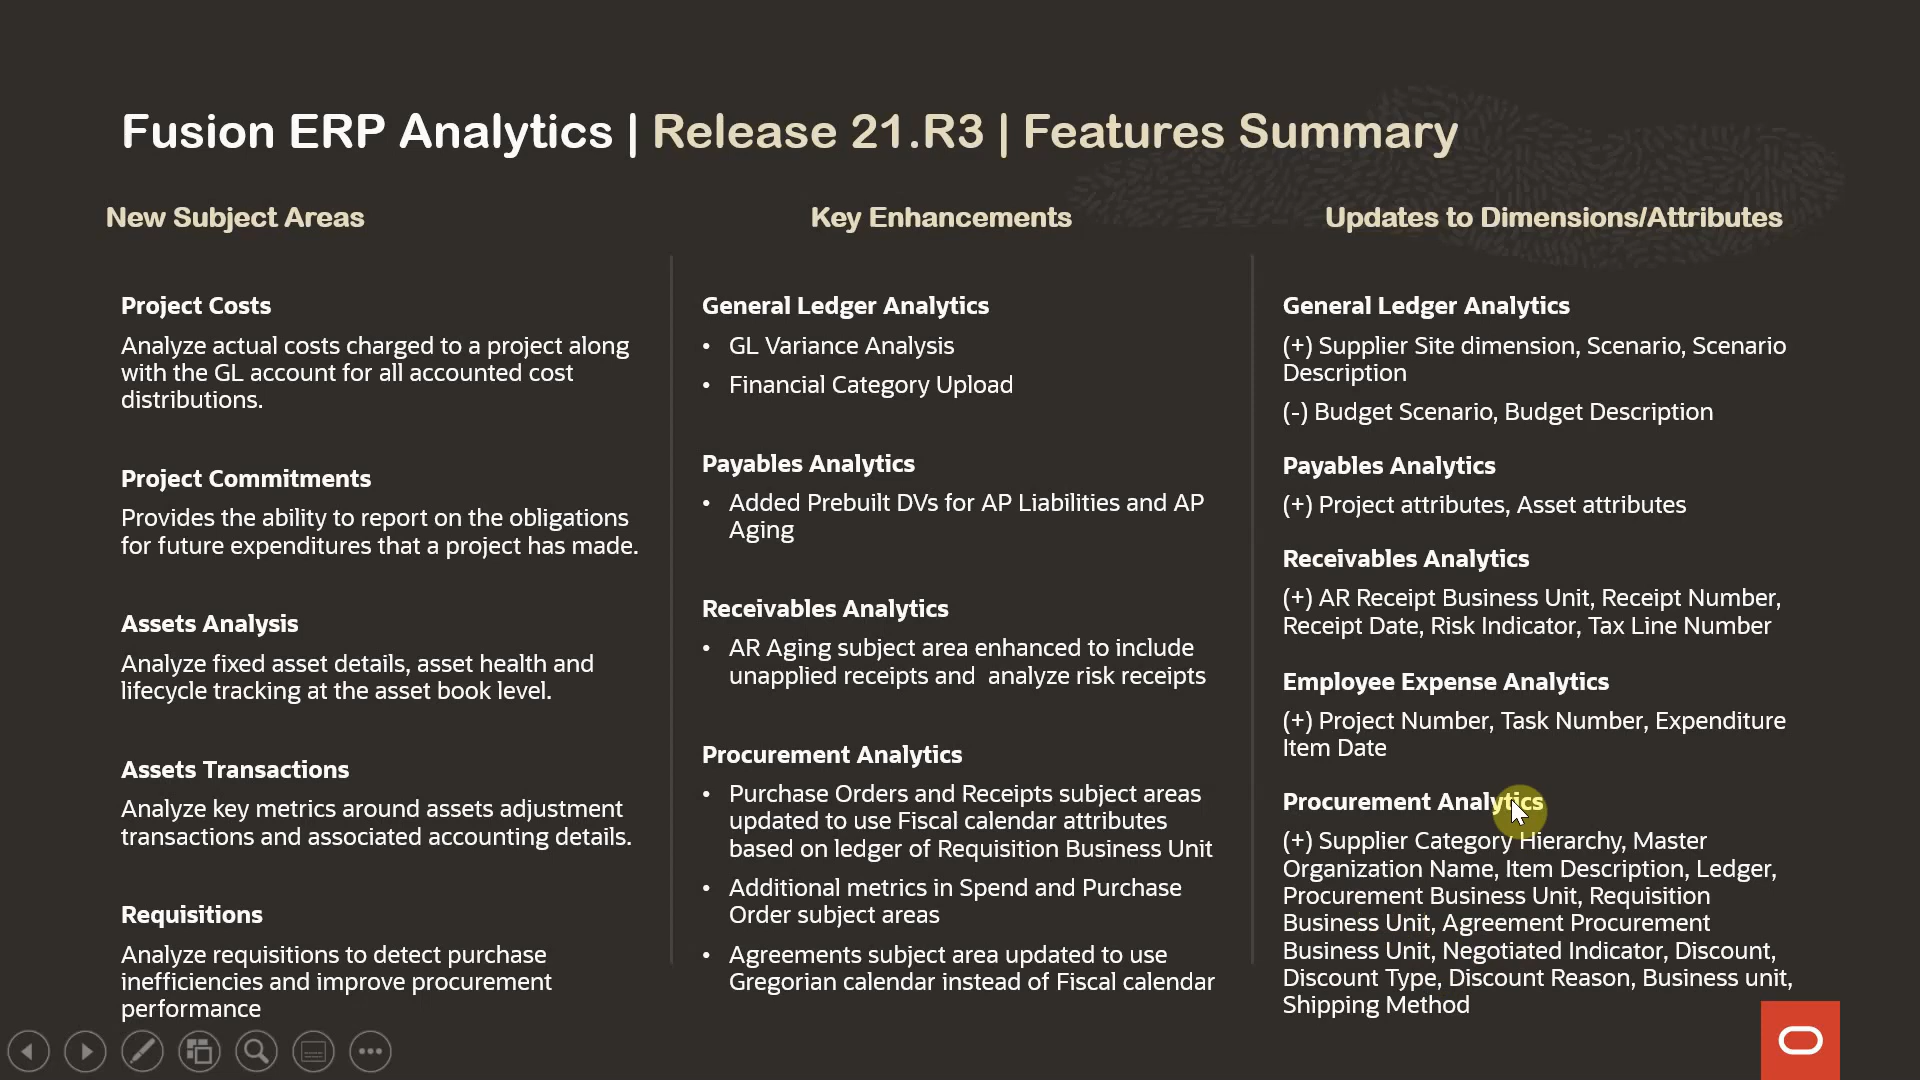 Fusion ERP Analytics | Release 21.R3 | Features Summary
New Subject Areas
Project Costs
Analyze actual costs charged to a project along
with the GL account for all accounted cost
distributions.
Project Commitments
Provides the ability to report on the obligations
for future expenditures that a project has made.
Assets Analysis
Analyze fixed asset details, asset health and
lifecycle tracking at the asset book level.
Assets Transactions
Analyze key metrics around assets adjustment
transactions and associated accounting details.
Requisitions
Analyze requisitions to detect purchase
inefficiencies and improve procurement
performance
Key Enhancements
General Ledger Analytics
• GL Variance Analysis
• Financial Category Upload
Payables Analytics
• Added Prebuilt DVs for AP Liabilities and AP
Aging
Receivables Analytics
• AR Aging subject area enhanced to include
unapplied receipts and  analyze risk receipts
Procurement Analytics
• Purchase Orders and Receipts subject areas
updated to use Fiscal calendar attributes
based on ledger of Requisition Business Unit
• Additional metrics in Spend and Purchase
Order subject areas
• Agreements subject area updated to use
Gregorian calendar instead of Fiscal calendar
Updates to Dimensions/Attributes
General Ledger Analytics
(+) Supplier Site dimension, Scenario, Scenario
Description
(-) Budget Scenario, Budget Description
Payables Analytics
(+) Project attributes, Asset attributes
Receivables Analytics
(+) AR Receipt Business Unit, Receipt Number,
Receipt Date, Risk Indicator, Tax Line Number
Employee Expense Analytics
(+) Project Number, Task Number, Expenditure
Item Date
Procurement Analytics
(+) Supplier Category Hierarchy, Master
Organization Name, Item Description, Ledger,
Procurement Business Unit, Requisition
Business Unit, Agreement Procurement
Business Unit, Negotiated Indicator, Discount,
Discount Type, Discount Reason, Business unit,
Shipping Method